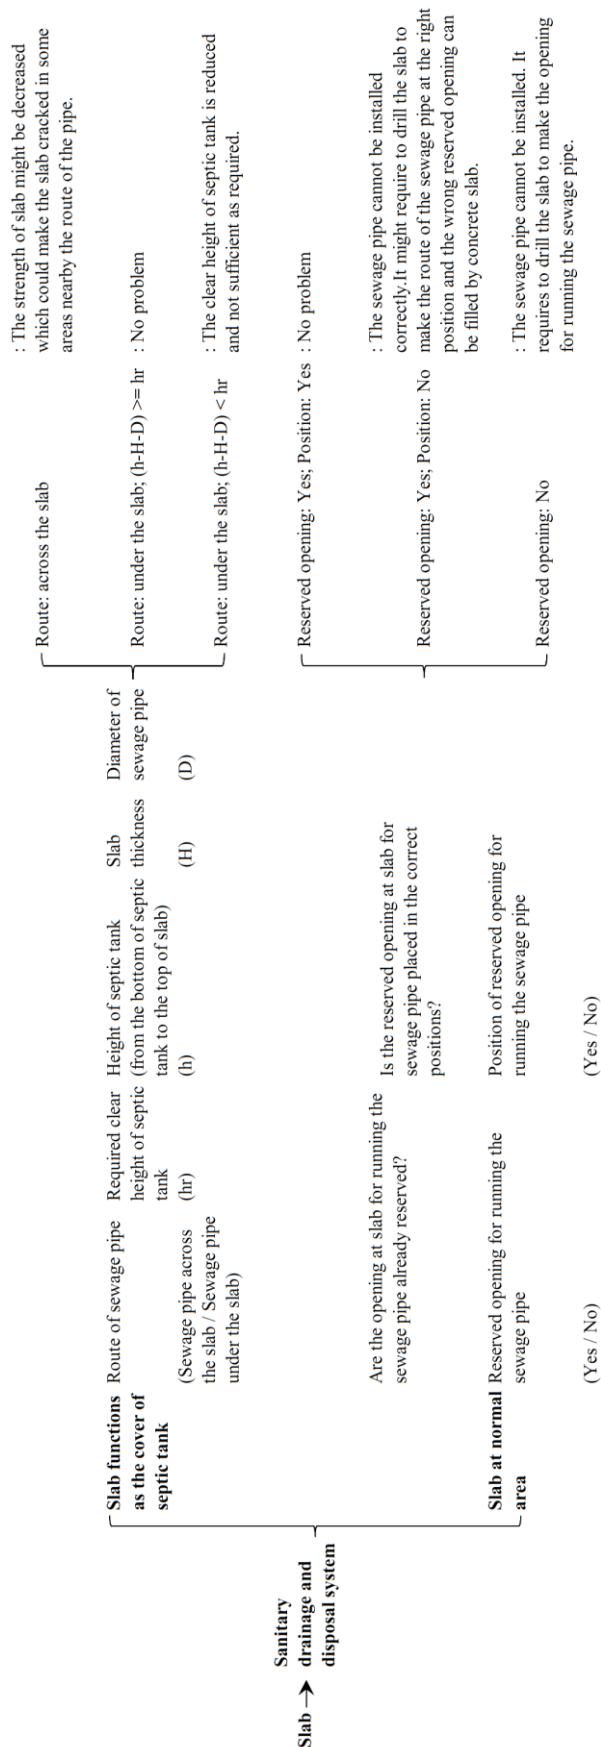 Slab →
Sanitary
drainage and
disposal system
Slab functions
as the cover of
septic tank
Route of sewage pipe
(Sewage pipe across
the slab / Sewage pipe
under the slab)
Required clear
height of septic
tank
(hr)
Height of septic tank
(from the bottom of septic
tank to the top of slab)
(h)
Slab
thickness
(H)
Diameter of
sewage pipe
(D)
Route: across the slab
: The strength of slab might be decreased
which could make the slab cracked in some
areas nearby the route of the pipe.
Route: under the slab; (h-H-D) >= hr
: No problem
Route: under the slab; (h-H-D) < hr
: The clear height of septic tank is reduced
and not sufficient as required.
Are the opening at slab for running the
sewage pipe already reserved?
Is the reserved opening at slab for
sewage pipe placed in the correct
positions?
Slab at normal
area
Reserved opening for running the
sewage pipe
(Yes / No)
Position of reserved opening for
running the sewage pipe
(Yes / No)
Reserved opening: Yes; Position: Yes
: No problem
Reserved opening: Yes; Position: No
: The sewage pipe cannot be installed
correctly.It might require to drill the slab to
make the route of the sewage pipe at the right
position and the wrong reserved opening can
be filled by concrete slab.
Reserved opening: No
: The sewage pipe cannot be installed. It
requires to drill the slab to make the opening
for running the sewage pipe.